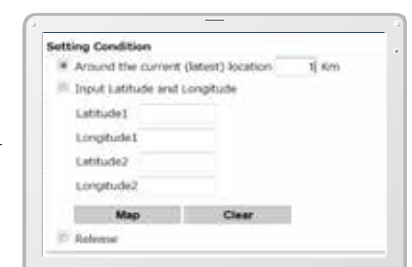 Setting Condition
Around the current (latest) location 1 Km
Input Latitude and Longitude
Latitude1
Longitude1
Latitude2
Longitude2
Map Clear
Release